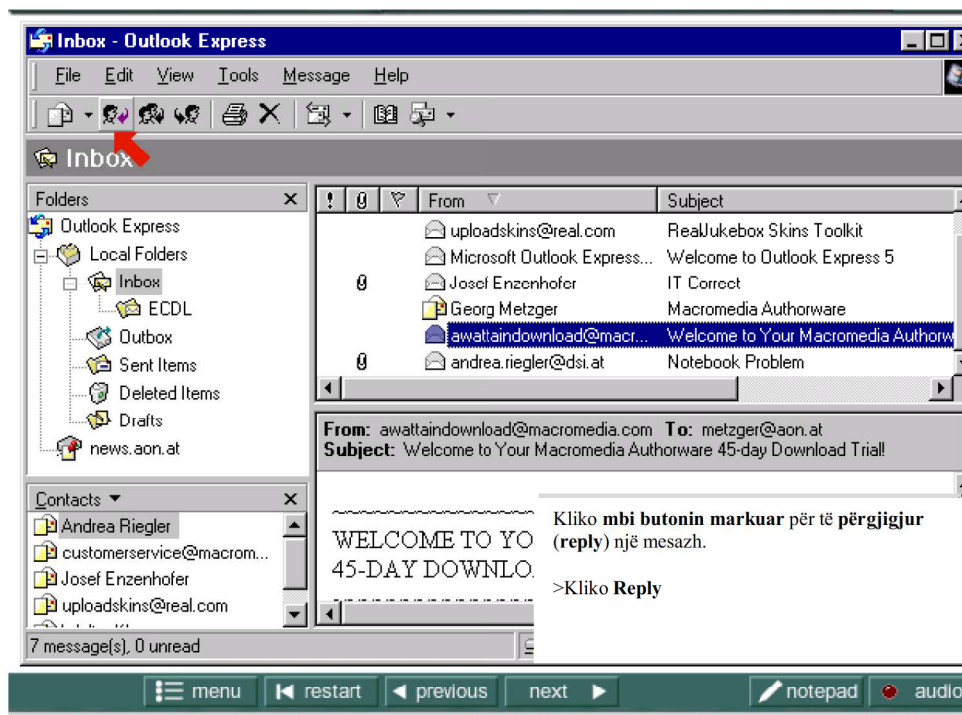 Inbox - Outlook Express
File Edit View Tools Message Help
Inbox
Folders
Outlook Express
Local Folders
Inbox
ECDL
Outbox
Sent Items
Deleted Items
Drafts
news.aon.at
! From Subject
uploadskins@real.com RealJukebox Skins Toolkit
Microsoft Outlook Express... Welcome to Outlook Express 5
Josef Enzenhofer IT Correct
Georg Metzger Macromedia Authorware
awattaindownload@macr... Welcome to Your Macromedia Authorw
andrea.riegler@dsi.at Notebook Problem
From: awattaindownload@macromedia.com To: metzger@aon.at
Subject: Welcome to Your Macromedia Authorware 45-day Download Trial!
~~~~~~~~~~~~~~~~
WELCOME TO YO
45-DAY DOWNLO
Contacts
Andrea Riegler
customerservice@macrom...
Josef Enzenhofer
uploadskins@real.com
7 message(s), 0 unread
Kliko mbi butonin markuar për të përgjigjur
(reply) një mesazh.
>Kliko Reply
menu restart previous next notepad audio